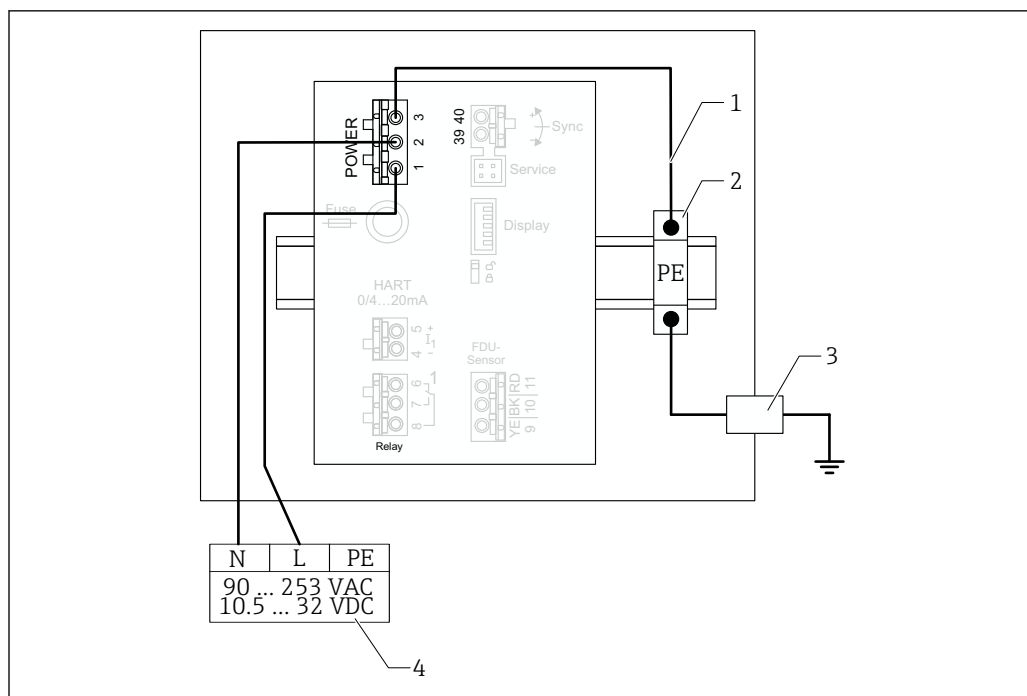 POWER
3
2
1
39 40
Sync
+
-
Service
Fuse
Display
HART
0/4...20mA
5
4
+
I1
-
FDU-
Sensor
6
7
8
1
YE|BK|RD
9 |10| 11
Relay
PE
1
2
3
N L PE
90 ... 253 VAC
10.5 ... 32 VDC
4